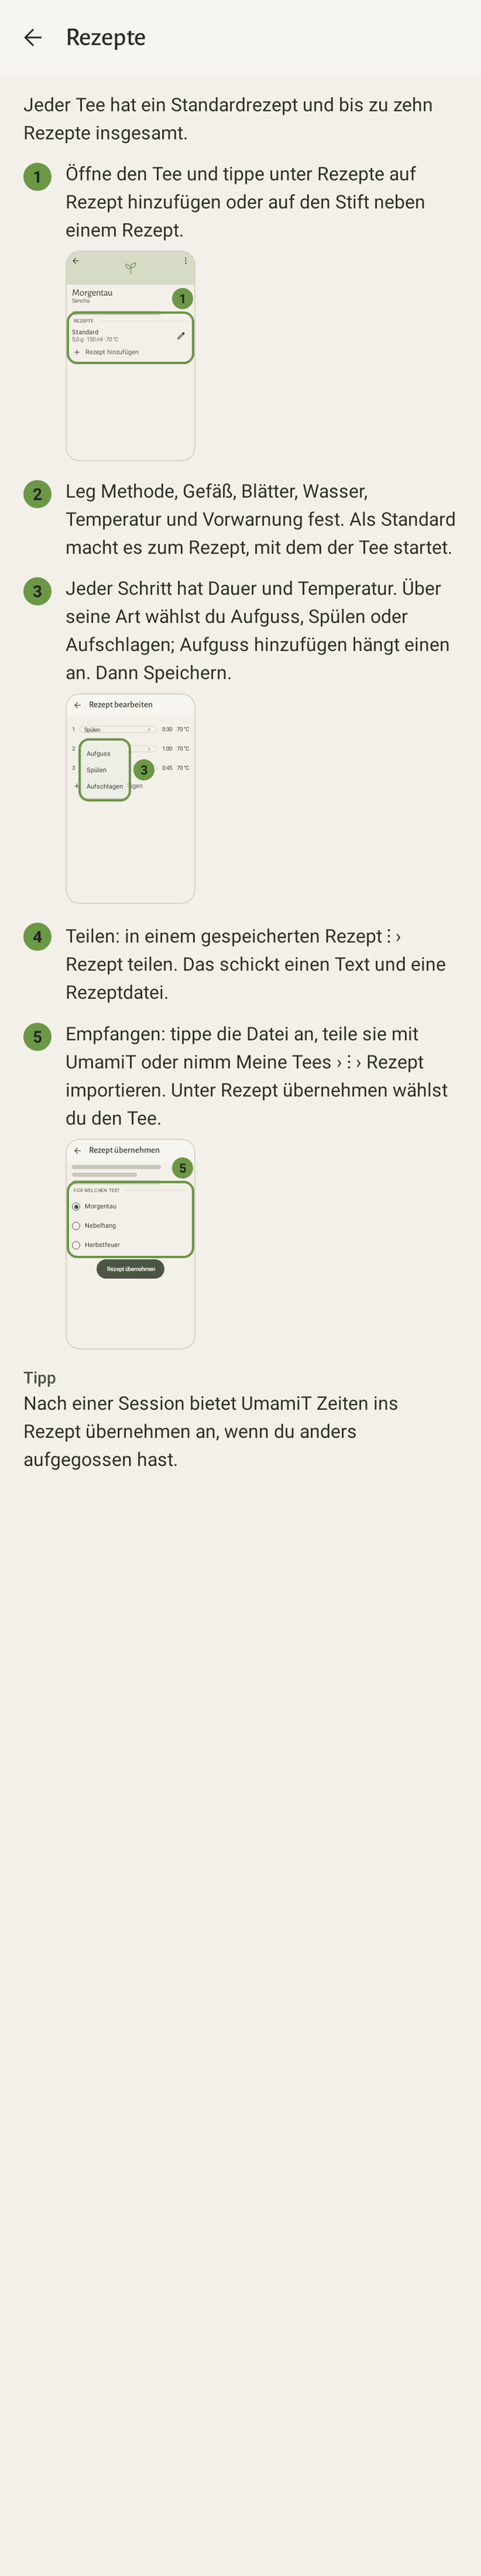 Rezepte
Jeder Tee hat ein Standardrezept und bis zu zehn
Rezepte insgesamt.
1
Öffne den Tee und tippe unter Rezepte auf
Rezept hinzufügen oder auf den Stift neben
einem Rezept.
Morgentau
Sencha
1
REZEPTE
Standard
5,0 g · 150 ml · 70 °C
+ Rezept hinzufügen
2
Leg Methode, Gefäß, Blätter, Wasser,
Temperatur und Vorwarnung fest. Als Standard
macht es zum Rezept, mit dem der Tee startet.
3
Jeder Schritt hat Dauer und Temperatur. Über
seine Art wählst du Aufguss, Spülen oder
Aufschlagen; Aufguss hinzufügen hängt einen
an. Dann Speichern.
Rezept bearbeiten
1 Spülen 0:30 70 °C
2 1:00 70 °C
Aufguss
3 0:45 70 °C
Spülen
3
+ Aufschlagen
4
Teilen: in einem gespeicherten Rezept ⋮ ›
Rezept teilen. Das schickt einen Text und eine
Rezeptdatei.
5
Empfangen: tippe die Datei an, teile sie mit
UmamiT oder nimm Meine Tees › ⋮ › Rezept
importieren. Unter Rezept übernehmen wählst
du den Tee.
Rezept übernehmen
5
FÜR WELCHEN TEE?
Morgentau
Nebelhang
Herbstfeuer
Rezept übernehmen
Tipp
Nach einer Session bietet UmamiT Zeiten ins
Rezept übernehmen an, wenn du anders
aufgegossen hast.